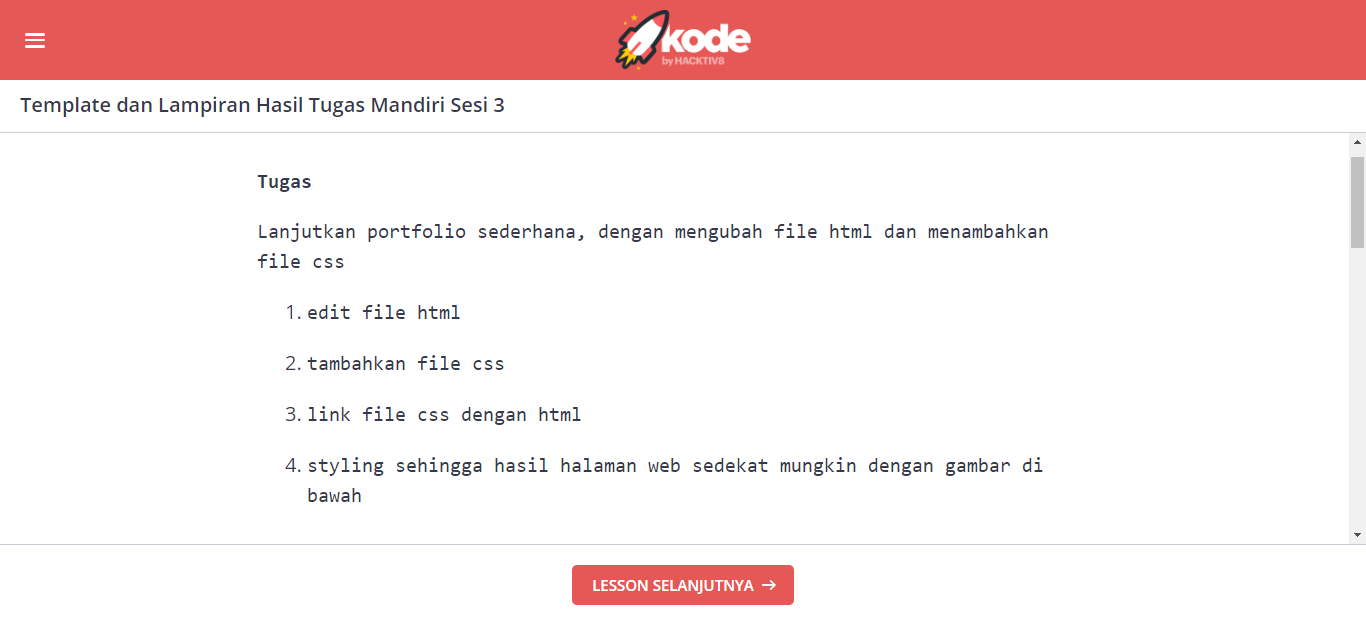 kode
by HACKTIV8
Template dan Lampiran Hasil Tugas Mandiri Sesi 3
Tugas
Lanjutkan portfolio sederhana, dengan mengubah file html dan menambahkan
file css
1. edit file html
2. tambahkan file css
3. link file css dengan html
4. styling sehingga hasil halaman web sedekat mungkin dengan gambar di
bawah
LESSON SELANJUTNYA →